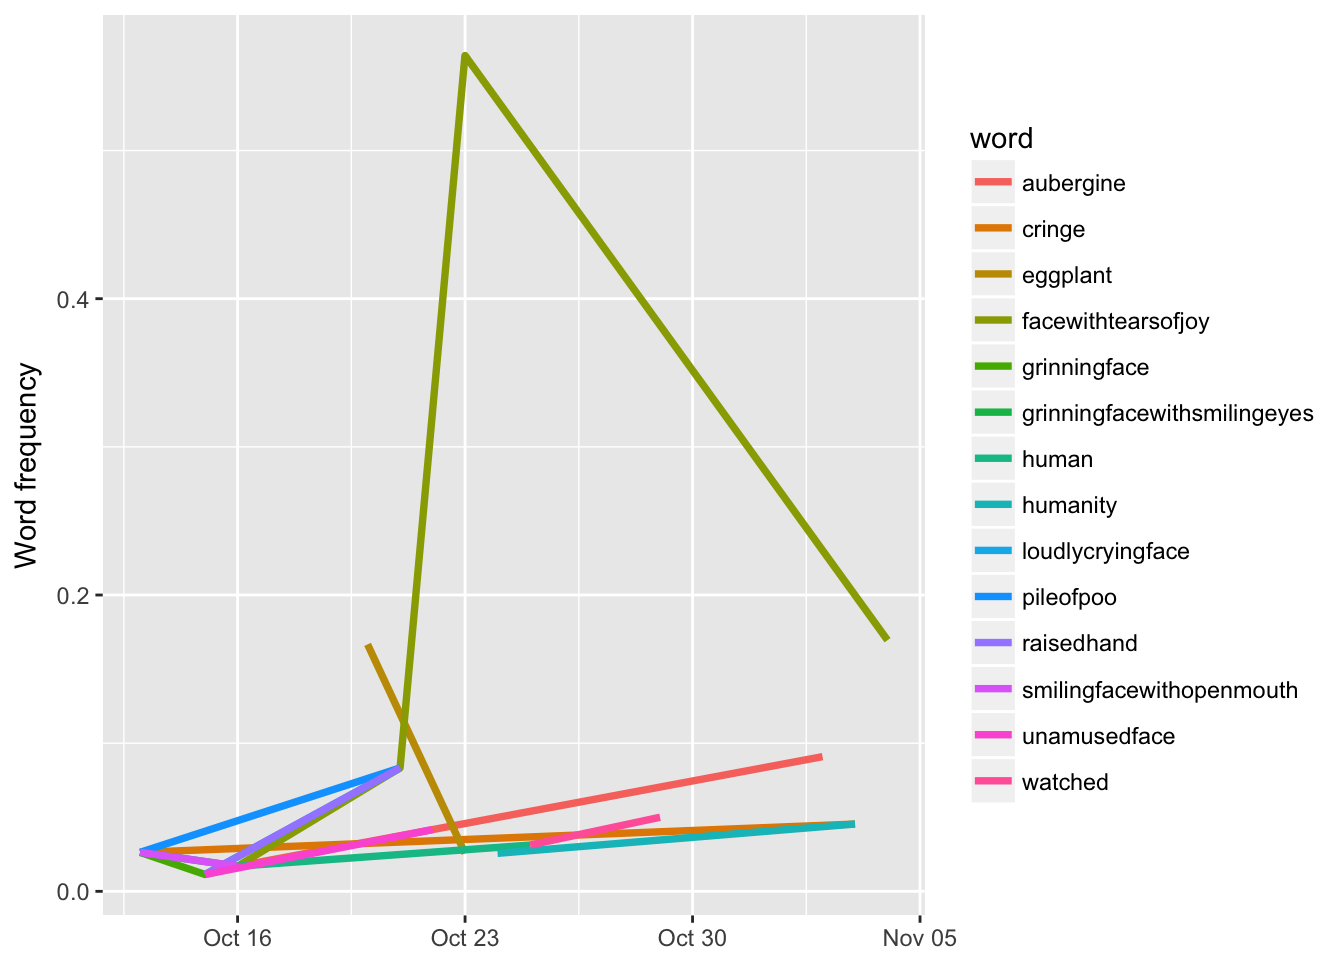 Word frequency
0.4
0.2
0.0
Oct 16
Oct 23
Oct 30
Nov 05
word
aubergine
cringe
eggplant
facewithtearsofjoy
grinningface
grinningfacewithsmilingeyes
human
humanity
loudlycryingface
pileofpoo
raisedhand
smilingfacewithopenmouth
unamusedface
watched